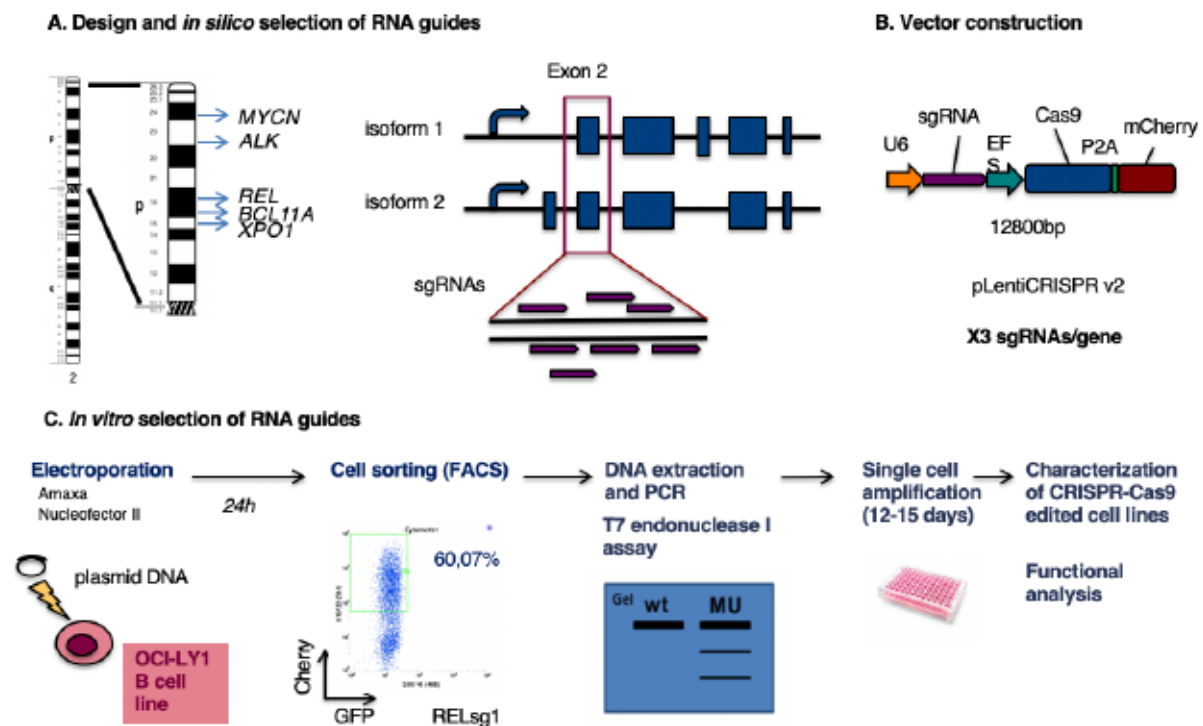 A. Design and in silico selection of RNA guides
MYCN
ALK
REL
BCL11A
XPO1
p
2
Exon 2
isoform 1
isoform 2
sgRNAs
B. Vector construction
sgRNA
Cas9
mCherry
U6
EF
S
P2A
12800bp
pLentiCRISPR v2
X3 sgRNAs/gene
C. In vitro selection of RNA guides
Electroporation
Amaxa
Nucleofector II
24h
plasmid DNA
OCI-LY1
B cell
line
Cell sorting (FACS)
60,07%
Cherry
GFP
RELsg1
DNA extraction
and PCR
T7 endonuclease I
assay
Gel wt MU
Single cell
amplification
(12-15 days)
Characterization
of CRISPR-Cas9
edited cell lines
Functional
analysis